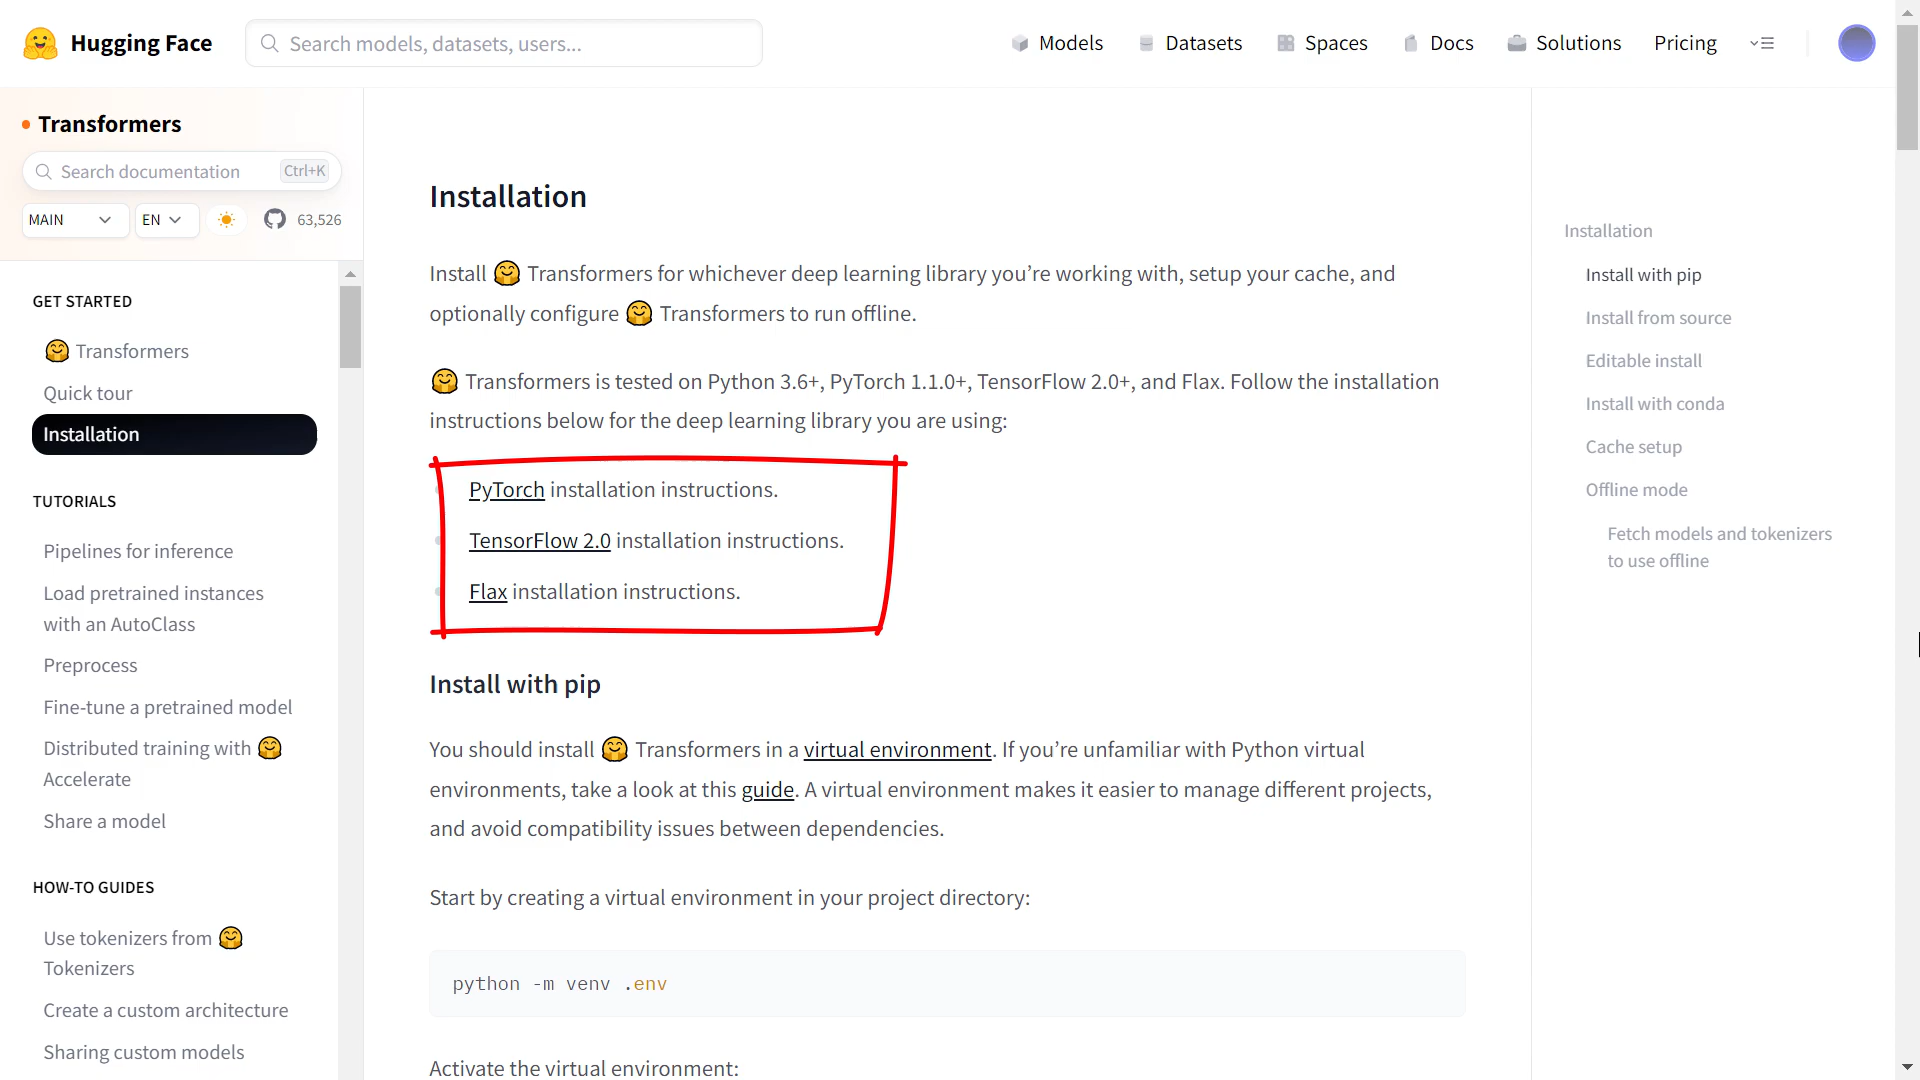 Hugging Face
Search models, datasets, users...
Models
Datasets
Spaces
Docs
Solutions
Pricing
Transformers
Search documentation
Ctrl+K
MAIN
EN
63,526
GET STARTED
🤗 Transformers
Quick tour
Installation
TUTORIALS
Pipelines for inference
Load pretrained instances
with an AutoClass
Preprocess
Fine-tune a pretrained model
Distributed training with 🤗
Accelerate
Share a model
HOW-TO GUIDES
Use tokenizers from 🤗
Tokenizers
Create a custom architecture
Sharing custom models
Installation
Install 🤗 Transformers for whichever deep learning library you’re working with, setup your cache, and
optionally configure 🤗 Transformers to run offline.
🤗 Transformers is tested on Python 3.6+, PyTorch 1.1.0+, TensorFlow 2.0+, and Flax. Follow the installation
instructions below for the deep learning library you are using:
PyTorch installation instructions.
TensorFlow 2.0 installation instructions.
Flax installation instructions.
Install with pip
You should install 🤗 Transformers in a virtual environment. If you’re unfamiliar with Python virtual
environments, take a look at this guide. A virtual environment makes it easier to manage different projects,
and avoid compatibility issues between dependencies.
Start by creating a virtual environment in your project directory:
python -m venv .env
Activate the virtual environment:
Installation
Install with pip
Install from source
Editable install
Install with conda
Cache setup
Offline mode
Fetch models and tokenizers
to use offline